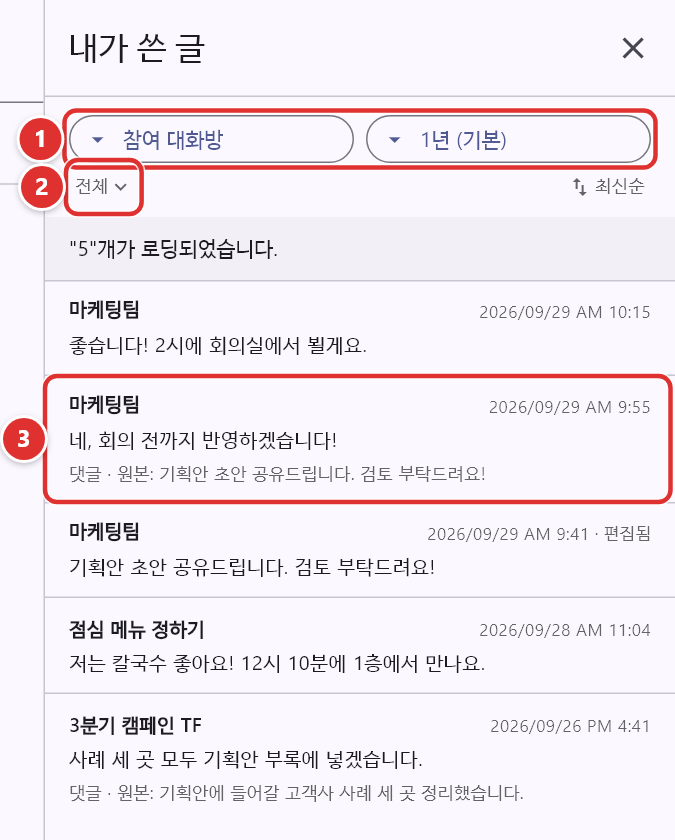 내가 쓴 글
1
참여 대화방
1년 (기본)
2
전체
최신순
"5"개가 로딩되었습니다.
마케팅팀
2026/09/29 AM 10:15
좋습니다! 2시에 회의실에서 뵐게요.
3
마케팅팀
2026/09/29 AM 9:55
네, 회의 전까지 반영하겠습니다!
댓글 · 원본: 기획안 초안 공유드립니다. 검토 부탁드려요!
마케팅팀
2026/09/29 AM 9:41 · 편집됨
기획안 초안 공유드립니다. 검토 부탁드려요!
점심 메뉴 정하기
2026/09/28 AM 11:04
저는 칼국수 좋아요! 12시 10분에 1층에서 만나요.
3분기 캠페인 TF
2026/09/26 PM 4:41
사례 세 곳 모두 기획안 부록에 넣겠습니다.
댓글 · 원본: 기획안에 들어갈 고객사 사례 세 곳 정리했습니다.